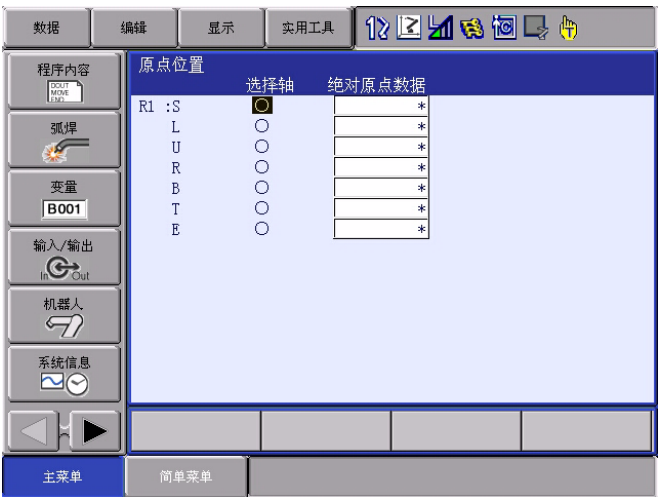 数据 编辑 显示 实用工具
程序内容
DOUT
MOVE
END
弧焊
变量
B001
输入/输出
In Out
机器人
系统信息
原点位置
选择轴 绝对原点数据
R1 :S *
L *
U *
R *
B *
T *
E *
主菜单 简单菜单